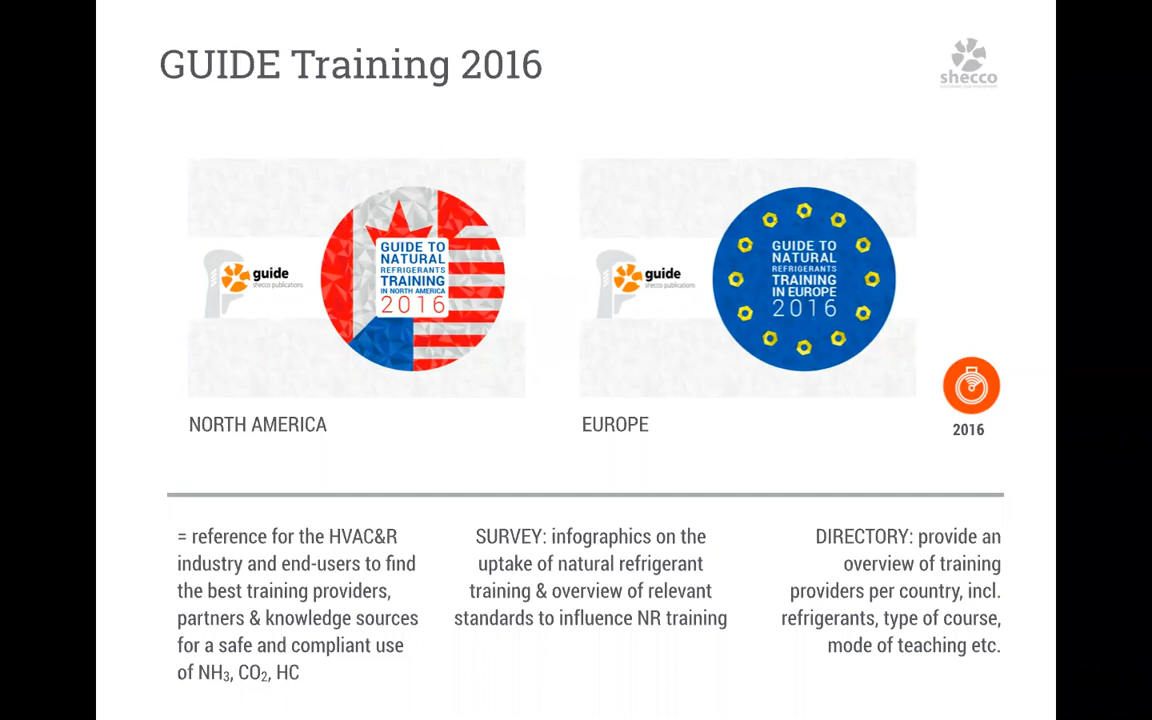 GUIDE Training 2016
shecco
guide
shecco publications
GUIDE TO
NATURAL
REFRIGERANTS
TRAINING
IN NORTH AMERICA
2016
guide
shecco publications
GUIDE TO
NATURAL
REFRIGERANTS
TRAINING
IN EUROPE
2016
NORTH AMERICA
EUROPE
2016
= reference for the HVAC&R
industry and end-users to find
the best training providers,
partners & knowledge sources
for a safe and compliant use
of NH₃, CO₂, HC
SURVEY: infographics on the
uptake of natural refrigerant
training & overview of relevant
standards to influence NR training
DIRECTORY: provide an
overview of training
providers per country, incl.
refrigerants, type of course,
mode of teaching etc.